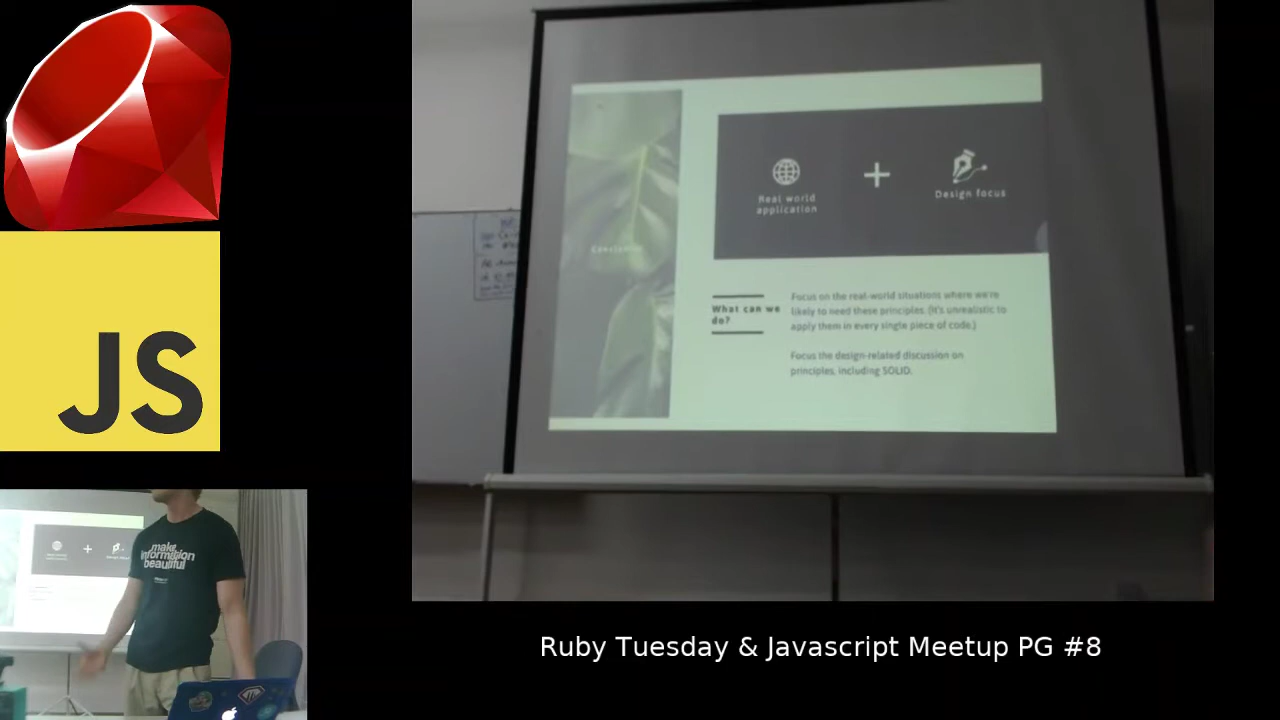 JS
Real world
application
+
Design focus
Conclusion
What can we
do?
Focus on the real-world situations where we're
likely to need these principles. (It's unrealistic to
apply them in every single piece of code.)
Focus the design-related discussion on
principles, including SOLID.
make
information
beautiful
Ruby Tuesday & Javascript Meetup PG #8